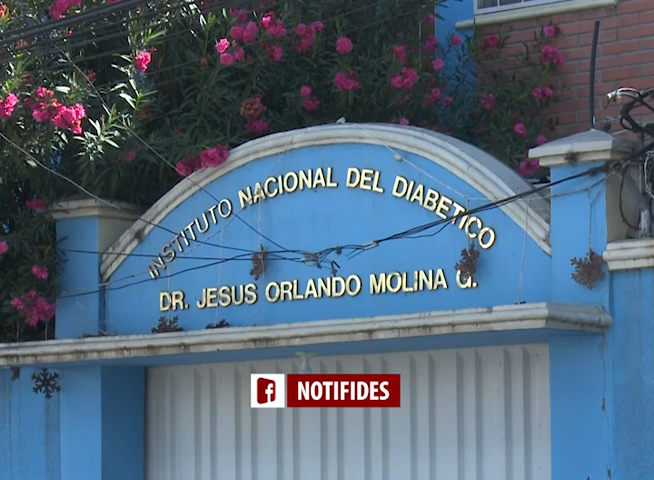 INSTITUTO NACIONAL DEL DIABETICO
DR. JESUS ORLANDO MOLINA G.
f NOTIFIDES